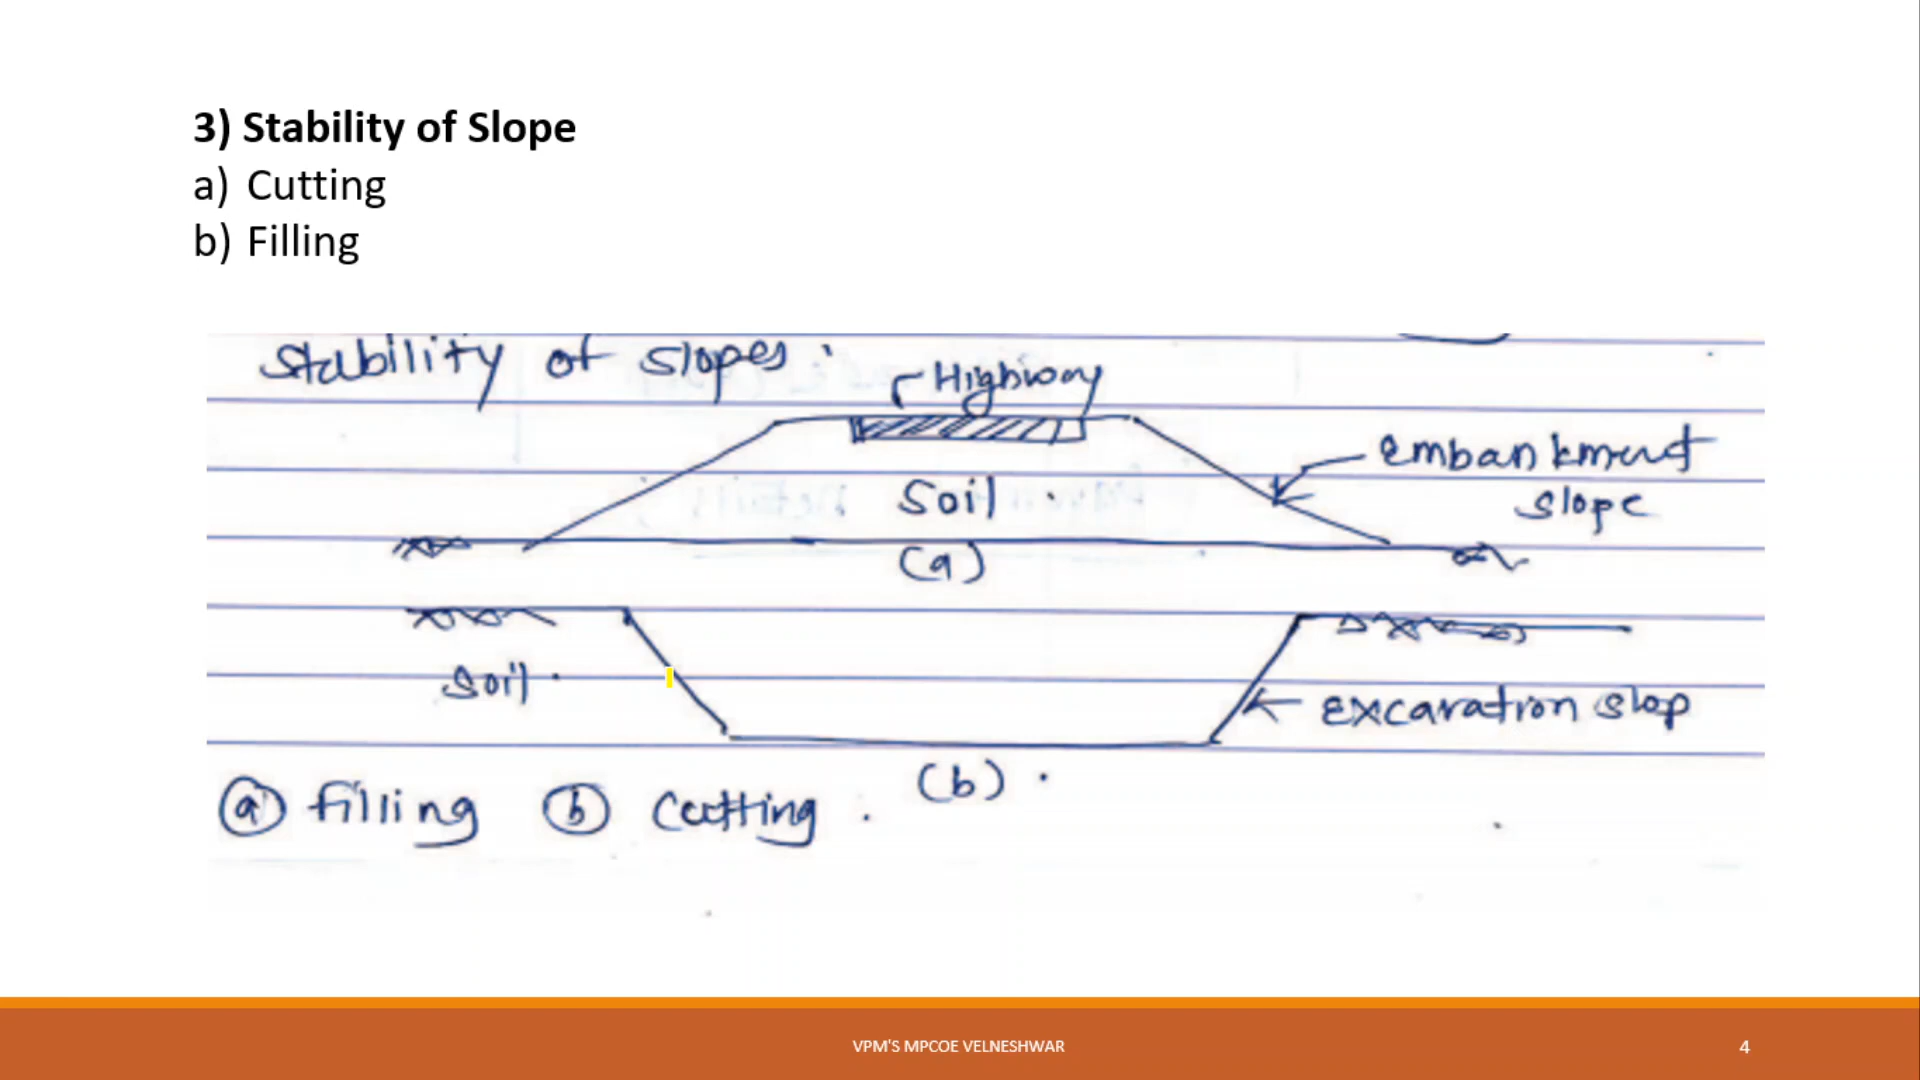 3) Stability of Slope
a) Cutting
b) Filling
Stability of slopes:
Highway
embankment
slope
Soil
(a)
Soil
excavation slop
(b)
(a) filling (b) Cutting
VPM'S MPCOE VELNESHWAR
4